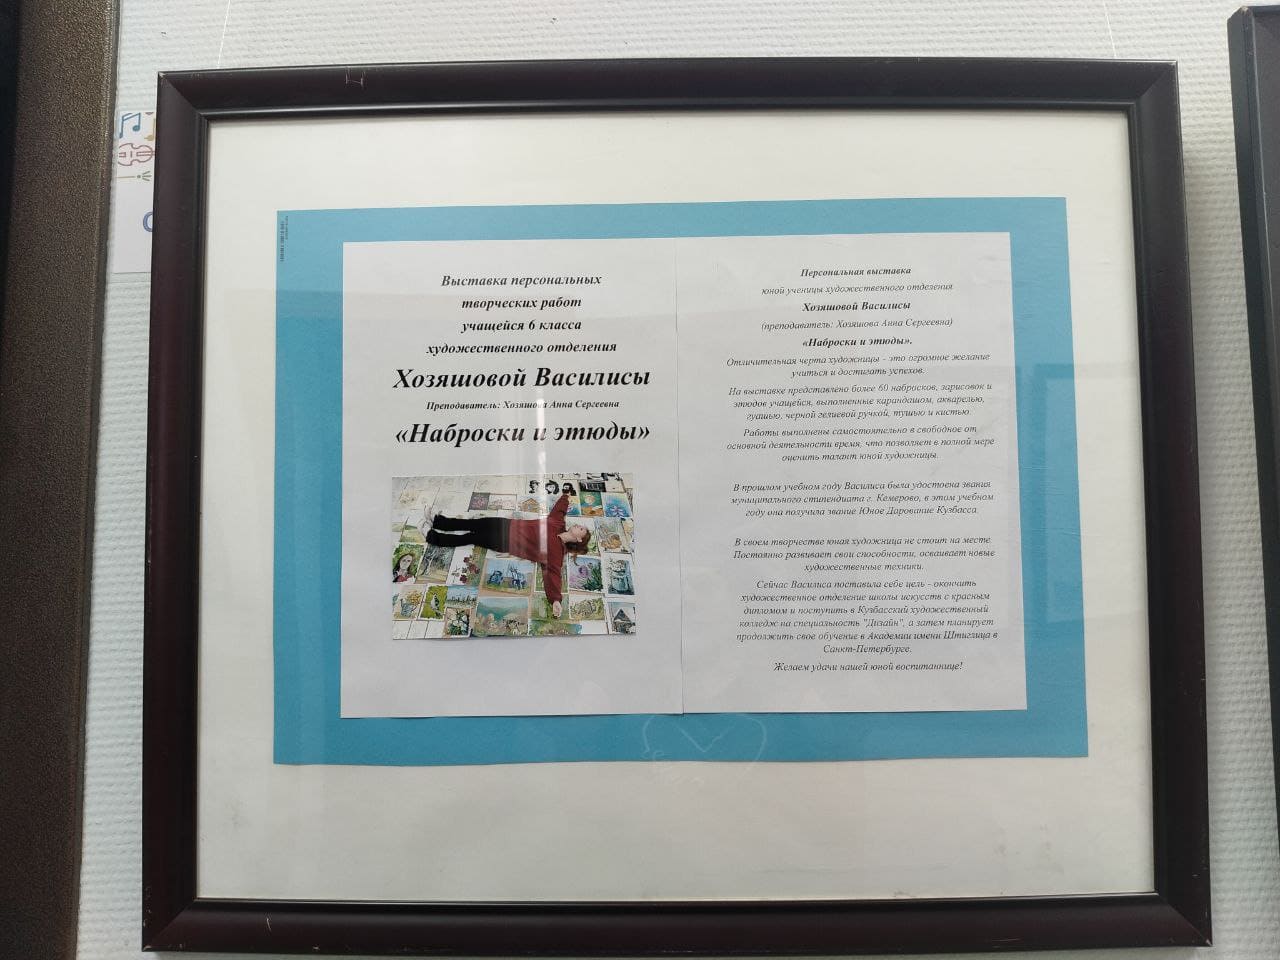 Выставка персональных
творческих работ
учащейся 6 класса
художественного отделения
Хозяшовой Василисы
Преподаватель: Хозяшова Анна Сергеевна
«Наброски и этюды»
Персональная выставка
юной ученицы художественного отделения
Хозяшовой Василисы
(преподаватель: Хозяшова Анна Сергеевна)
«Наброски и этюды».
Отличительная черта художницы - это огромное желание
учиться и достигать успехов.
На выставке представлено более 60 набросков, зарисовок и
этюдов учащейся, выполненные карандашом, акварелью,
гуашью, черной гелиевой ручкой, тушью и кистью.
Работы выполнены самостоятельно в свободное от
основной деятельности время, что позволяет в полной мере
оценить талант юной художницы.
В прошлом учебном году Василиса была удостоена звания
муниципального стипендиата г. Кемерово, в этом учебном
году она получила звание Юное Дарование Кузбасса.
В своем творчестве юная художница не стоит на месте.
Постоянно развивает свои способности, осваивает новые
художественные техники.
Сейчас Василиса поставила себе цель - окончить
художественное отделение школы искусств с красным
дипломом и поступить в Кузбасский художественный
колледж на специальность "Дизайн", а затем планирует
продолжить свое обучение в Академии имени Штиглица в
Санкт-Петербурге.
Желаем удачи нашей юной воспитаннице!